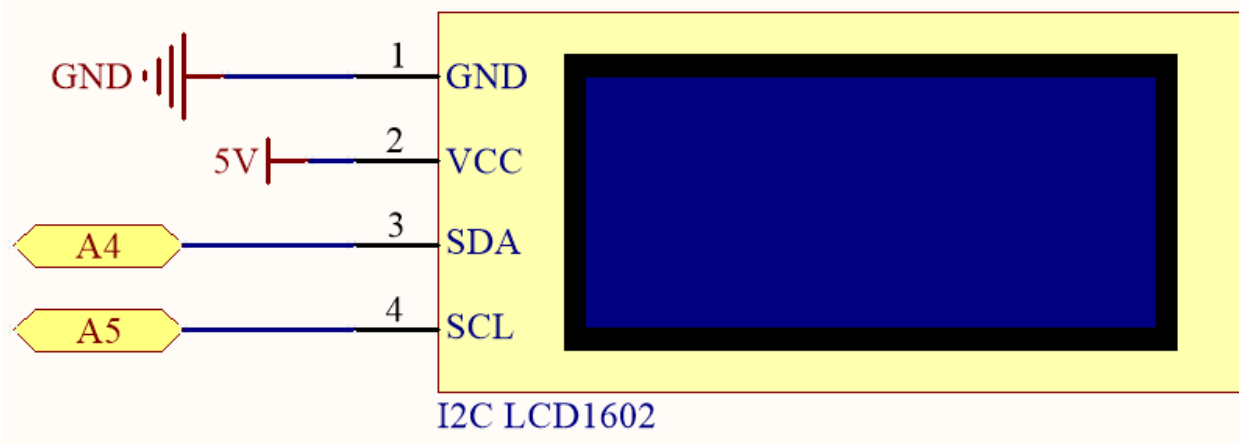 GND 1 GND
5V 2 VCC
A4 3 SDA
A5 4 SCL
I2C LCD1602